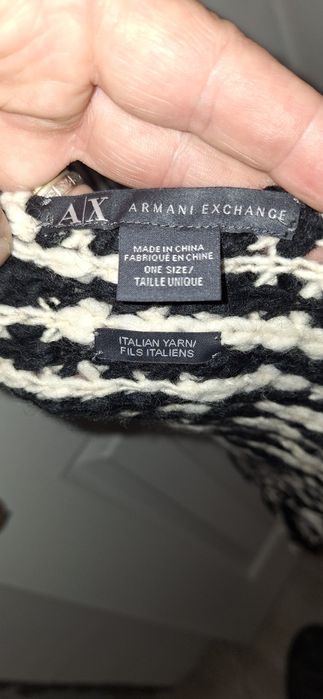 A|X ARMANI EXCHANGE
MADE IN CHINA
FABRIQUÉ EN CHINE
ONE SIZE/
TAILLE UNIQUE
ITALIAN YARN/
FILS ITALIENS